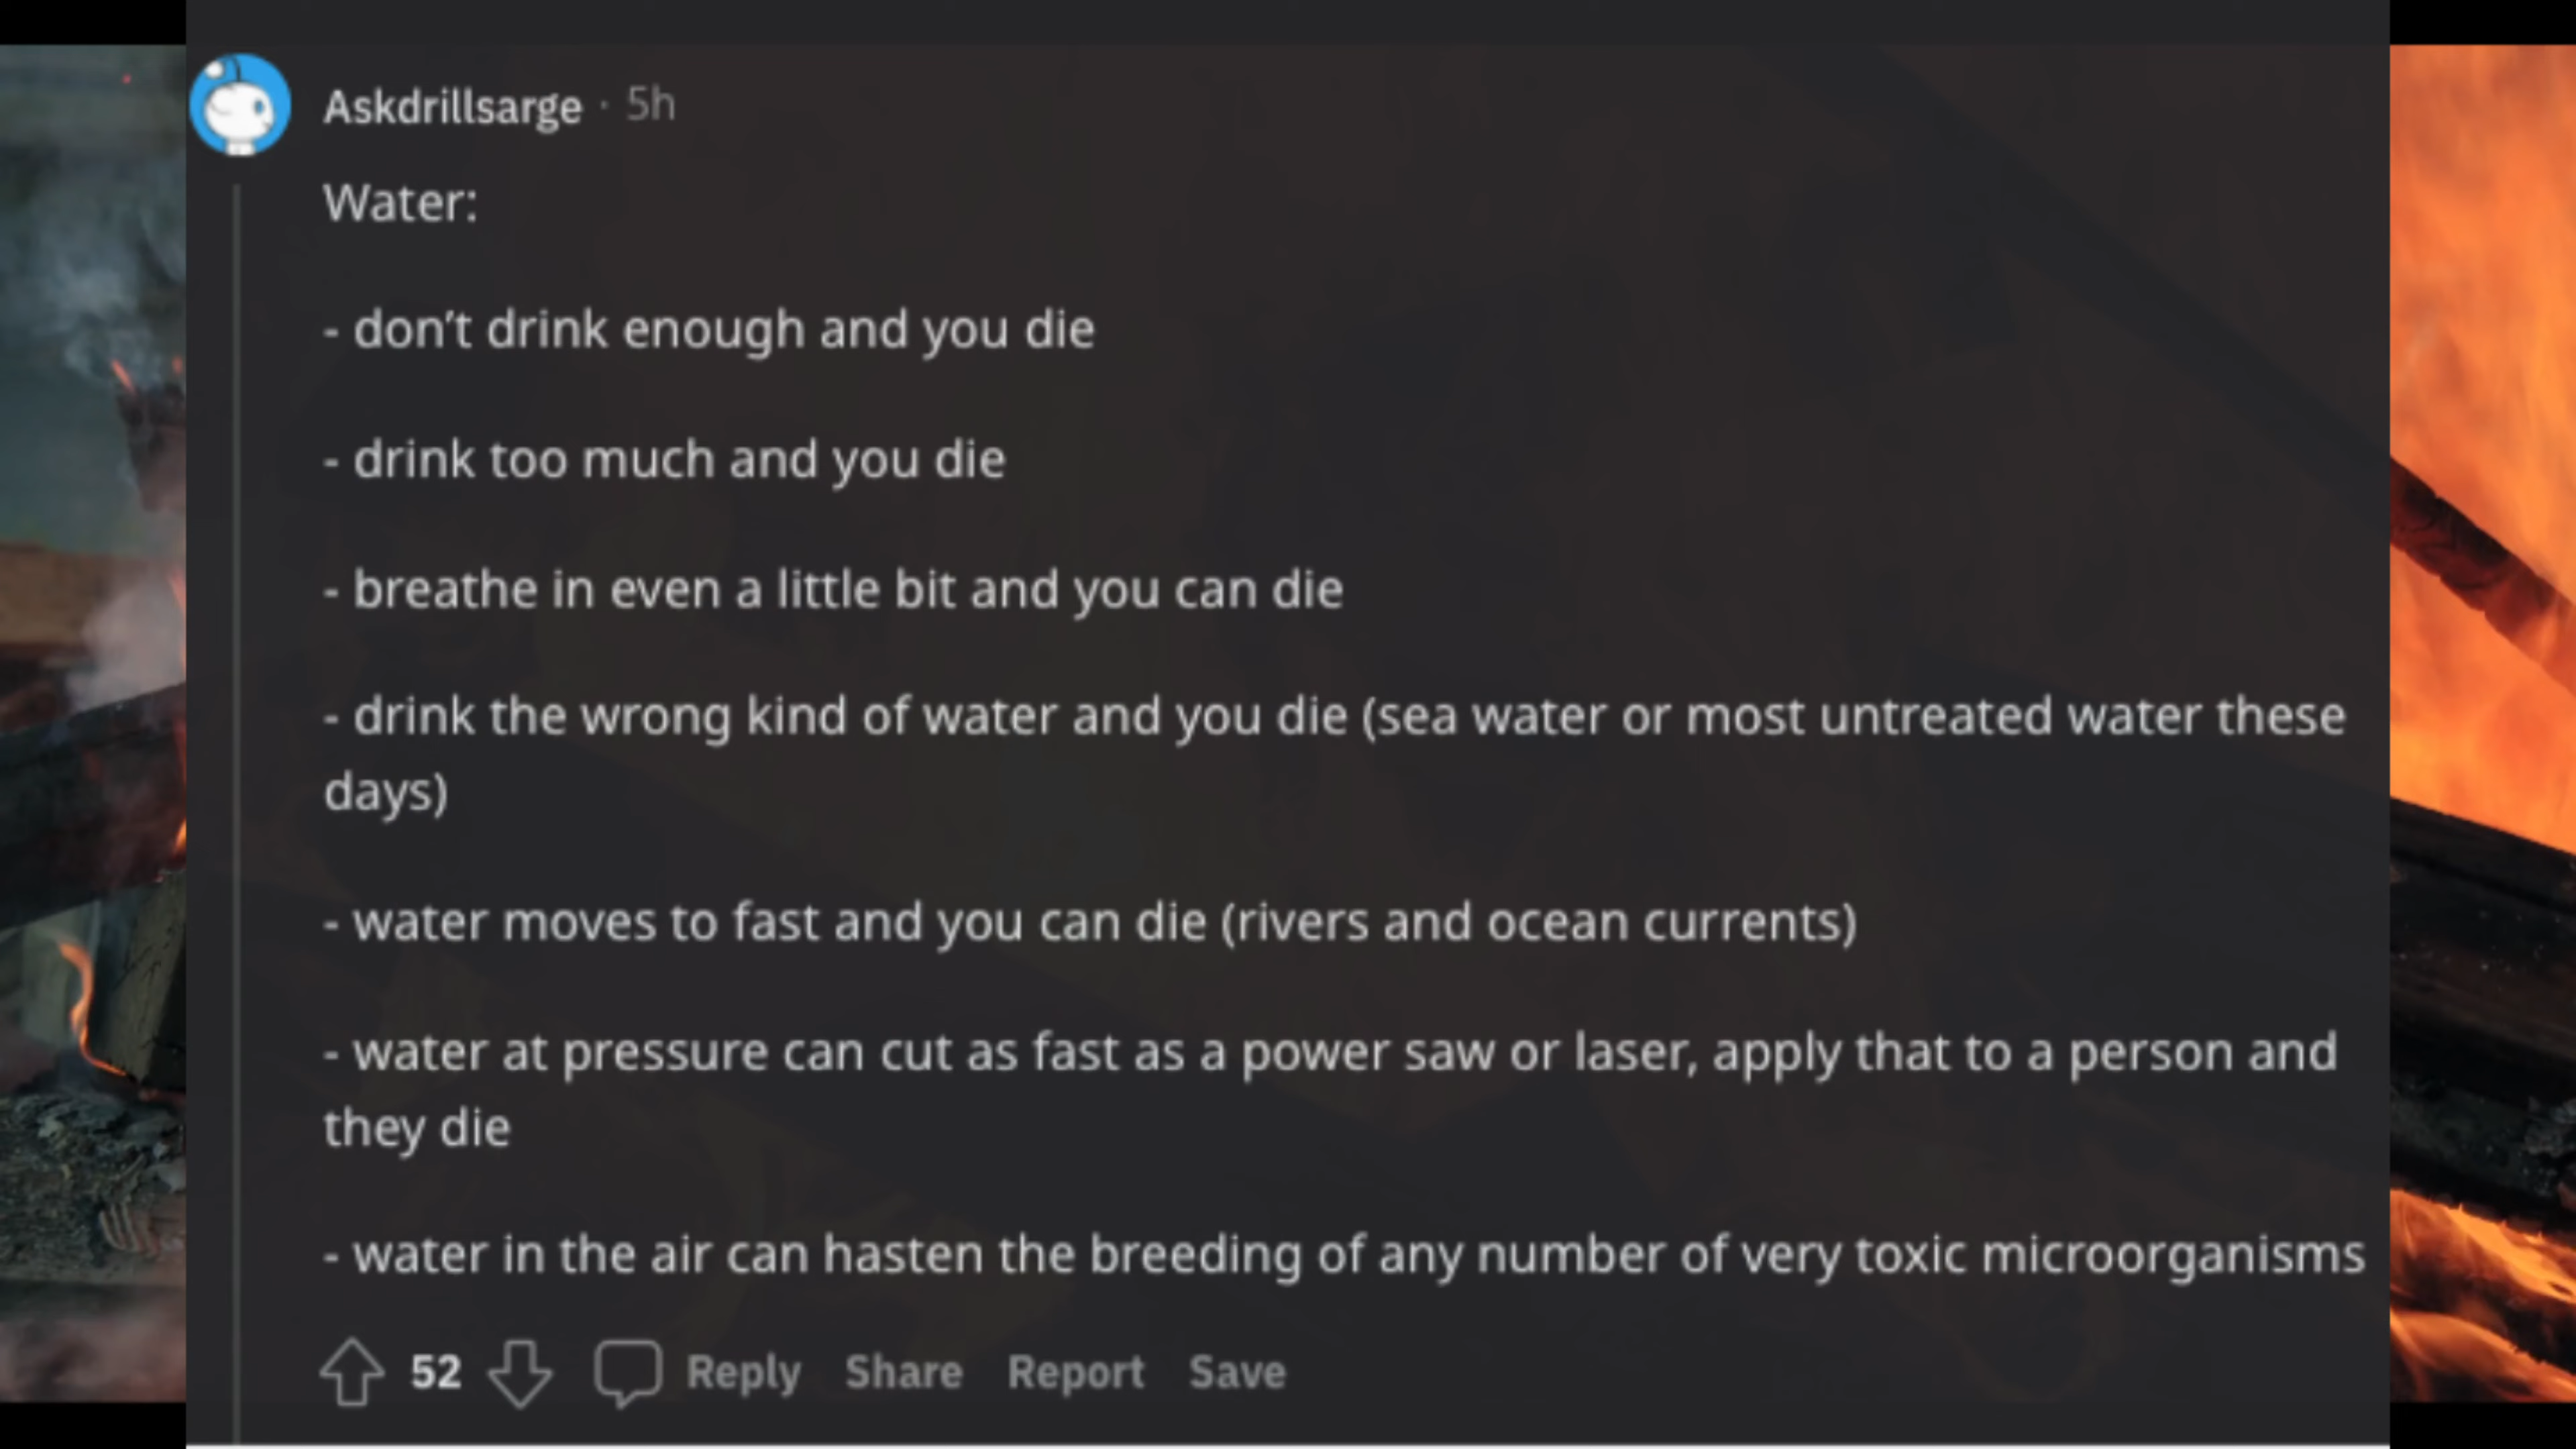 Askdrillsarge · 5h
Water:
- don’t drink enough and you die
- drink too much and you die
- breathe in even a little bit and you can die
- drink the wrong kind of water and you die (sea water or most untreated water these
days)
- water moves to fast and you can die (rivers and ocean currents)
- water at pressure can cut as fast as a power saw or laser, apply that to a person and
they die
- water in the air can hasten the breeding of any number of very toxic microorganisms
52 Reply Share Report Save